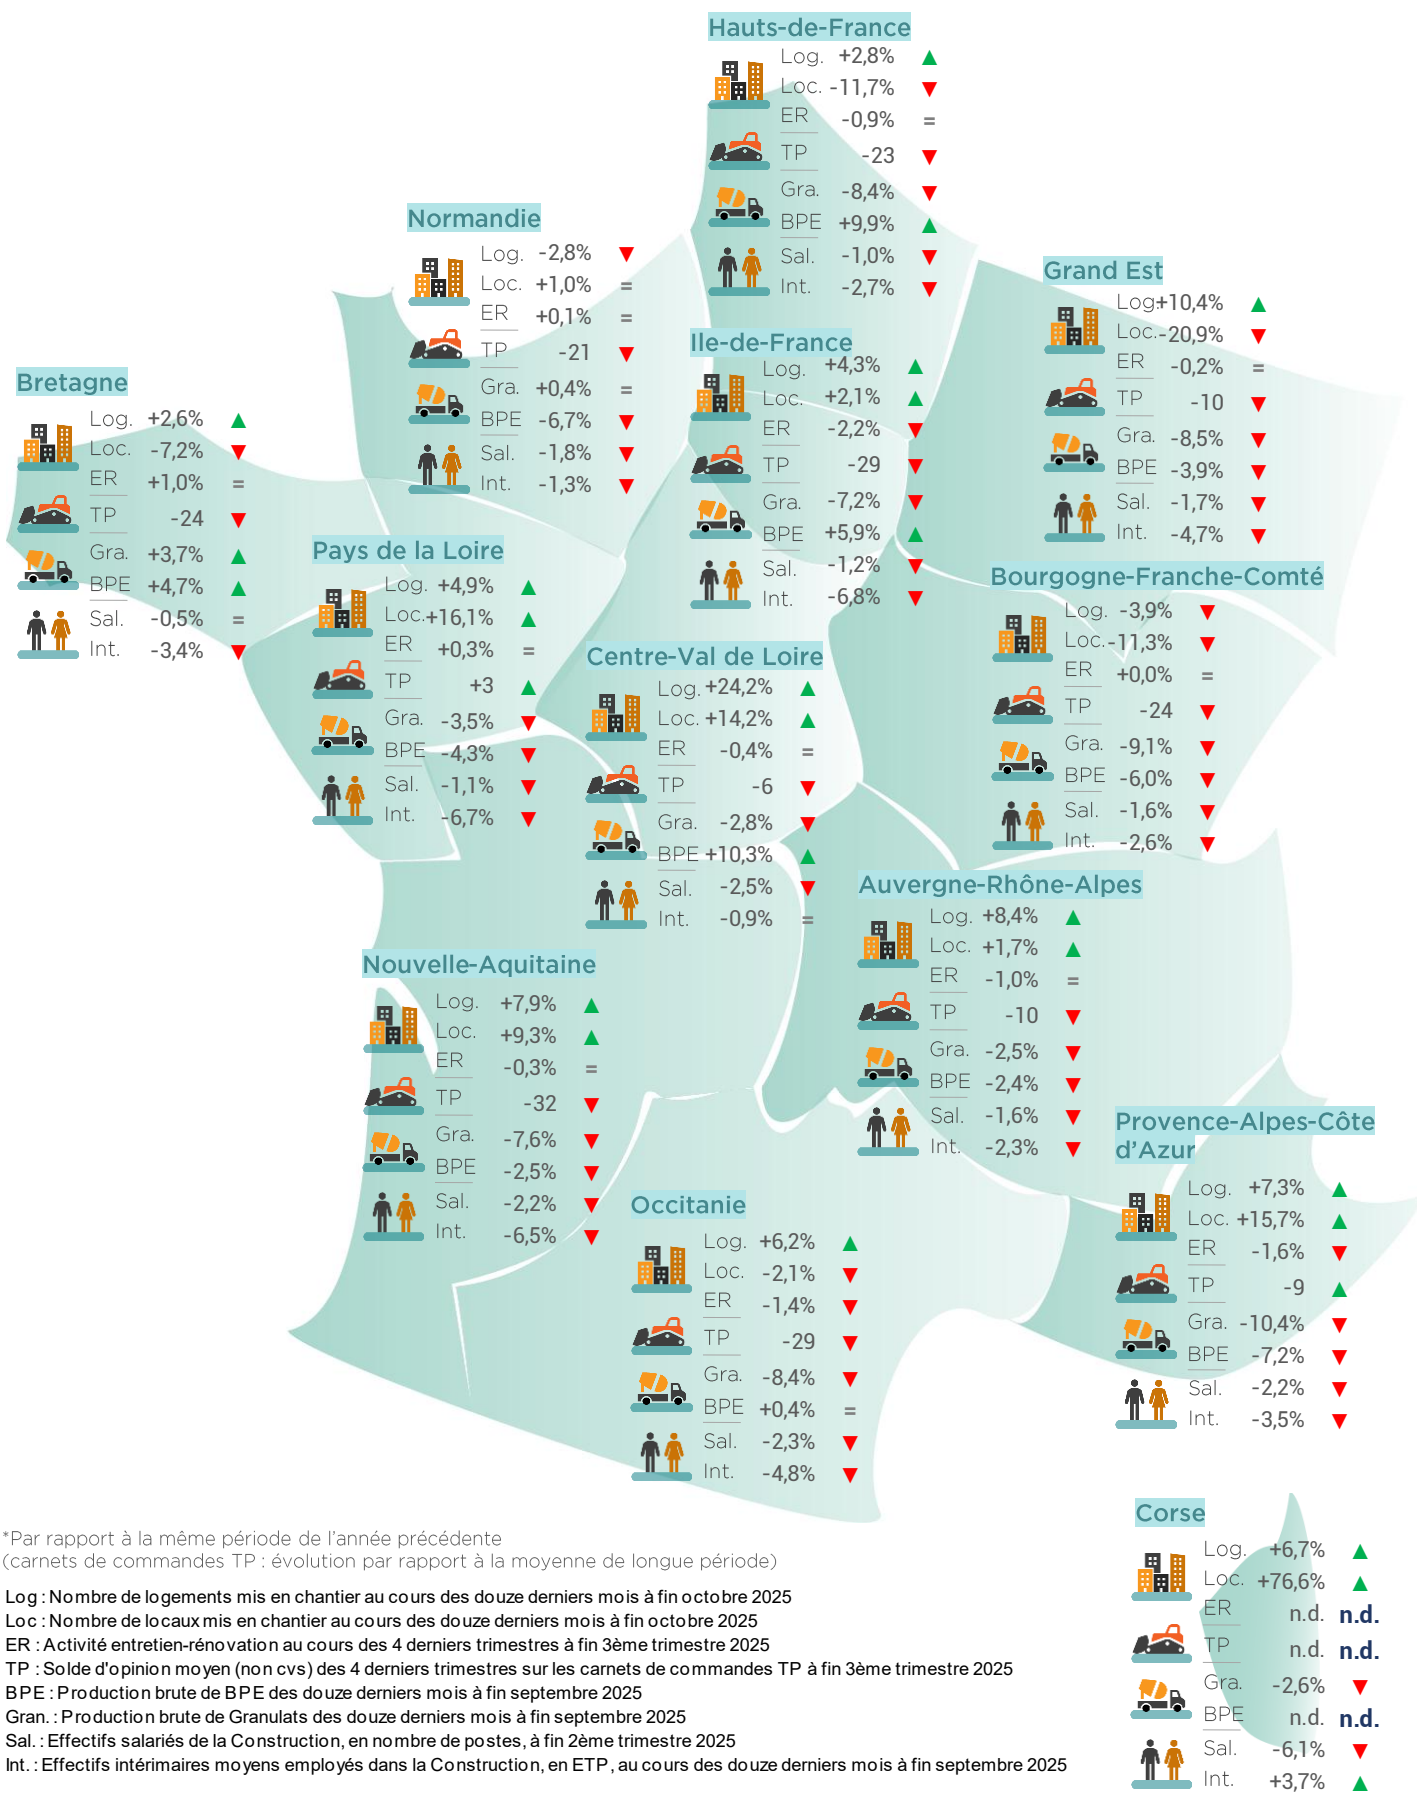 Hauts-de-France
Log. +2,8% ▲
Loc. -11,7% ▼
ER -0,9% =
TP -23 ▼
Gra. -8,4% ▼
BPE +9,9% ▲
Sal. -1,0% ▼
Int. -2,7% ▼
Normandie
Log. -2,8% ▼
Loc. +1,0% =
ER +0,1% =
TP -21 ▼
Gra. +0,4% =
BPE -6,7% ▼
Sal. -1,8% ▼
Int. -1,3% ▼
Grand Est
Log. +10,4% ▲
Loc. -20,9% ▼
ER -0,2% =
TP -10 ▼
Gra. -8,5% ▼
BPE -3,9% ▼
Sal. -1,7% ▼
Int. -4,7% ▼
Ile-de-France
Log. +4,3% ▲
Loc. +2,1% ▲
ER -2,2% ▼
TP -29 ▼
Gra. -7,2% ▼
BPE +5,9% ▲
Sal. -1,2% ▼
Int. -6,8% ▼
Bretagne
Log. +2,6% ▲
Loc. -7,2% ▼
ER +1,0% =
TP -24 ▼
Gra. +3,7% ▲
BPE +4,7% ▲
Sal. -0,5% =
Int. -3,4% ▼
Pays de la Loire
Log. +4,9% ▲
Loc. +16,1% ▲
ER +0,3% =
TP +3 ▲
Gra. -3,5% ▼
BPE -4,3% ▼
Sal. -1,1% ▼
Int. -6,7% ▼
Bourgogne-Franche-Comté
Log. -3,9% ▼
Loc. -11,3% ▼
ER +0,0% =
TP -24 ▼
Gra. -9,1% ▼
BPE -6,0% ▼
Sal. -1,6% ▼
Int. -2,6% ▼
Centre-Val de Loire
Log. +24,2% ▲
Loc. +14,2% ▲
ER -0,4% =
TP -6 ▼
Gra. -2,8% ▼
BPE +10,3% ▲
Sal. -2,5% ▼
Int. -0,9% =
Auvergne-Rhône-Alpes
Log. +8,4% ▲
Loc. +1,7% ▲
ER -1,0% =
TP -10 ▼
Gra. -2,5% ▼
BPE -2,4% ▼
Sal. -1,6% ▼
Int. -2,3% ▼
Nouvelle-Aquitaine
Log. +7,9% ▲
Loc. +9,3% ▲
ER -0,3% =
TP -32 ▼
Gra. -7,6% ▼
BPE -2,5% ▼
Sal. -2,2% ▼
Int. -6,5% ▼
Provence-Alpes-Côte
d'Azur
Log. +7,3% ▲
Loc. +15,7% ▲
ER -1,6% ▼
TP -9 ▲
Gra. -10,4% ▼
BPE -7,2% ▼
Sal. -2,2% ▼
Int. -3,5% ▼
Occitanie
Log. +6,2% ▲
Loc. -2,1% ▼
ER -1,4% ▼
TP -29 ▼
Gra. -8,4% ▼
BPE +0,4% =
Sal. -2,3% ▼
Int. -4,8% ▼
Corse
Log. +6,7% ▲
Loc. +76,6% ▲
ER n.d. n.d.
TP n.d. n.d.
Gra. -2,6% ▼
BPE n.d. n.d.
Sal. -6,1% ▼
Int. +3,7% ▲
*Par rapport à la même période de l'année précédente
(carnets de commandes TP : évolution par rapport à la moyenne de longue période)
Log : Nombre de logements mis en chantier au cours des douze derniers mois à fin octobre 2025
Loc : Nombre de locaux mis en chantier au cours des douze derniers mois à fin octobre 2025
ER : Activité entretien-rénovation au cours des 4 derniers trimestres à fin 3ème trimestre 2025
TP : Solde d'opinion moyen (non cvs) des 4 derniers trimestres sur les carnets de commandes TP à fin 3ème trimestre 2025
BPE : Production brute de BPE des douze derniers mois à fin septembre 2025
Gran. : Production brute de Granulats des douze derniers mois à fin septembre 2025
Sal. : Effectifs salariés de la Construction, en nombre de postes, à fin 2ème trimestre 2025
Int. : Effectifs intérimaires moyens employés dans la Construction, en ETP, au cours des douze derniers mois à fin septembre 2025